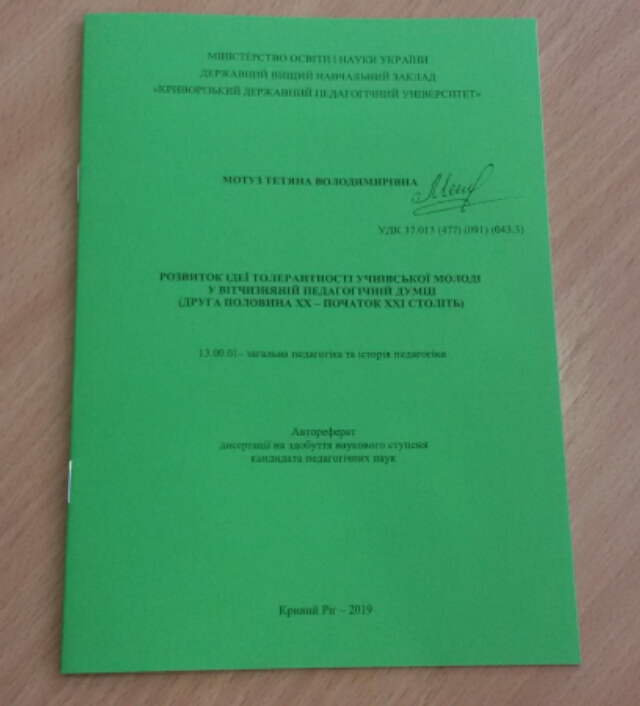 МІНІСТЕРСТВО ОСВІТИ І НАУКИ УКРАЇНИ
ДЕРЖАВНИЙ ВИЩИЙ НАВЧАЛЬНИЙ ЗАКЛАД
«КРИВОРІЗЬКИЙ ДЕРЖАВНИЙ ПЕДАГОГІЧНИЙ УНІВЕРСИТЕТ»
МОТУЗ ТЕТЯНА ВОЛОДИМИРІВНА
УДК 37.013 (477) (091) (043.5)
РОЗВИТОК ІДЕЇ ТОЛЕРАНТНОСТІ УЧНІВСЬКОЇ МОЛОДІ
У ВІТЧИЗНЯНІЙ ПЕДАГОГІЧНІЙ ДУМЦІ
(ДРУГА ПОЛОВИНА ХХ – ПОЧАТОК ХХІ СТОЛІТЬ)
13.00.01– загальна педагогіка та історія педагогіки
Автореферат
дисертації на здобуття наукового ступеня
кандидата педагогічних наук
Кривий Ріг – 2019